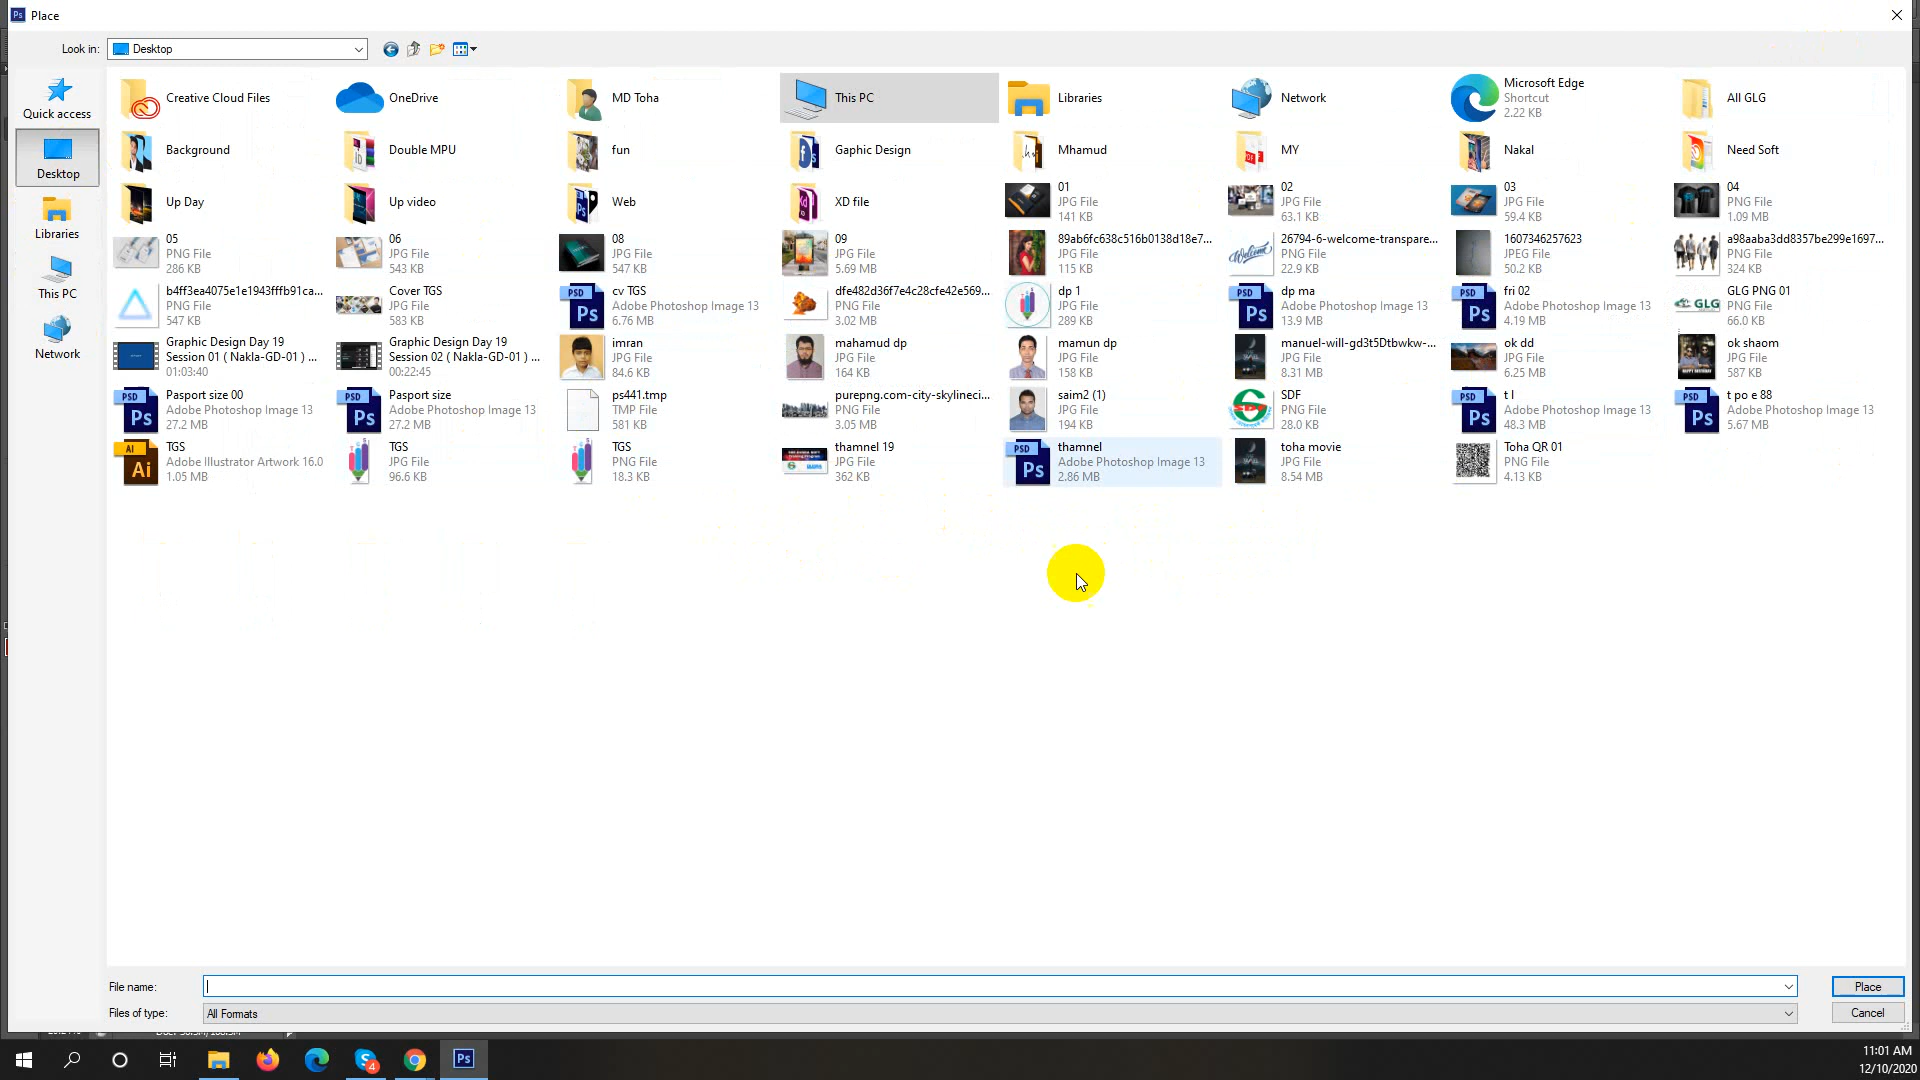 Place
Look in:
Desktop
Quick access
Desktop
Libraries
This PC
Network
Creative Cloud Files
OneDrive
MD Toha
This PC
Libraries
Network
Microsoft Edge
Shortcut
2.22 KB
All GLG
Background
Double MPU
fun
Gaphic Design
Mhamud
MY
Nakal
Need Soft
Up Day
Up video
Web
XD file
01
JPG File
141 KB
02
JPG File
63.1 KB
03
JPG File
59.4 KB
04
PNG File
1.09 MB
05
PNG File
286 KB
06
JPG File
543 KB
08
JPG File
547 KB
09
JPG File
5.69 MB
89ab6fc638c516b0138d18e7...
JPG File
115 KB
26794-6-welcome-transpare...
PNG File
22.9 KB
1607346257623
JPEG File
50.2 KB
a98aaba3dd8357be299e1697...
PNG File
324 KB
b4ff3ea4075e1e1943fffb91ca...
PNG File
547 KB
Cover TGS
JPG File
583 KB
cv TGS
Adobe Photoshop Image 13
6.76 MB
dfe482d36f7e4c28cfe42e569...
PNG File
3.02 MB
dp 1
JPG File
289 KB
dp ma
Adobe Photoshop Image 13
13.9 MB
fri 02
Adobe Photoshop Image 13
4.19 MB
GLG PNG 01
PNG File
66.0 KB
Graphic Design Day 19
Session 01 ( Nakla-GD-01 ) ...
01:03:40
Graphic Design Day 19
Session 02 ( Nakla-GD-01 ) ...
00:22:45
imran
JPG File
84.6 KB
mahamud dp
JPG File
164 KB
mamun dp
JPG File
158 KB
manuel-will-gd3t5Dtbwkw-...
JPG File
8.31 MB
ok dd
JPG File
6.25 MB
ok shaom
JPG File
587 KB
Pasport size 00
Adobe Photoshop Image 13
27.2 MB
Pasport size
Adobe Photoshop Image 13
27.2 MB
ps441.tmp
TMP File
581 KB
purepng.com-city-skylineci...
PNG File
3.05 MB
saim2 (1)
JPG File
194 KB
SDF
PNG File
28.0 KB
t l
Adobe Photoshop Image 13
48.3 MB
t po e 88
Adobe Photoshop Image 13
5.67 MB
TGS
Adobe Illustrator Artwork 16.0
1.05 MB
TGS
JPG File
96.6 KB
TGS
PNG File
18.3 KB
thamnel 19
JPG File
362 KB
thamnel
Adobe Photoshop Image 13
2.86 MB
toha movie
JPG File
8.54 MB
Toha QR 01
PNG File
4.13 KB
File name:
Place
Files of type:
All Formats
Cancel
11:01 AM
12/10/2020